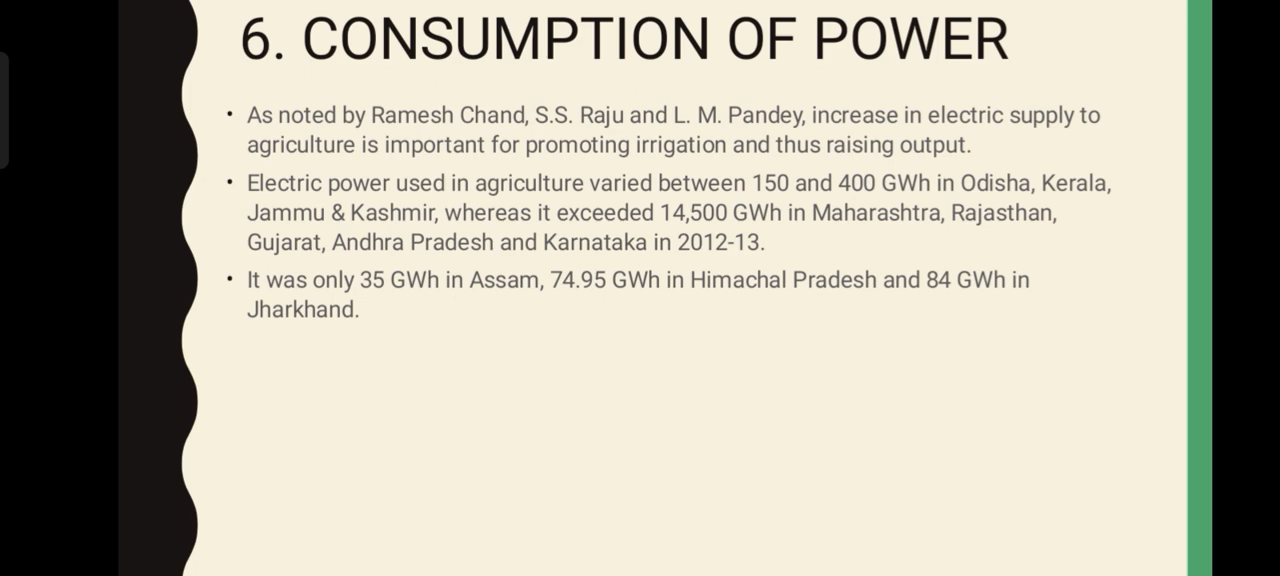 6. CONSUMPTION OF POWER
• As noted by Ramesh Chand, S.S. Raju and L. M. Pandey, increase in electric supply to
agriculture is important for promoting irrigation and thus raising output.
• Electric power used in agriculture varied between 150 and 400 GWh in Odisha, Kerala,
Jammu & Kashmir, whereas it exceeded 14,500 GWh in Maharashtra, Rajasthan,
Gujarat, Andhra Pradesh and Karnataka in 2012-13.
• It was only 35 GWh in Assam, 74.95 GWh in Himachal Pradesh and 84 GWh in
Jharkhand.